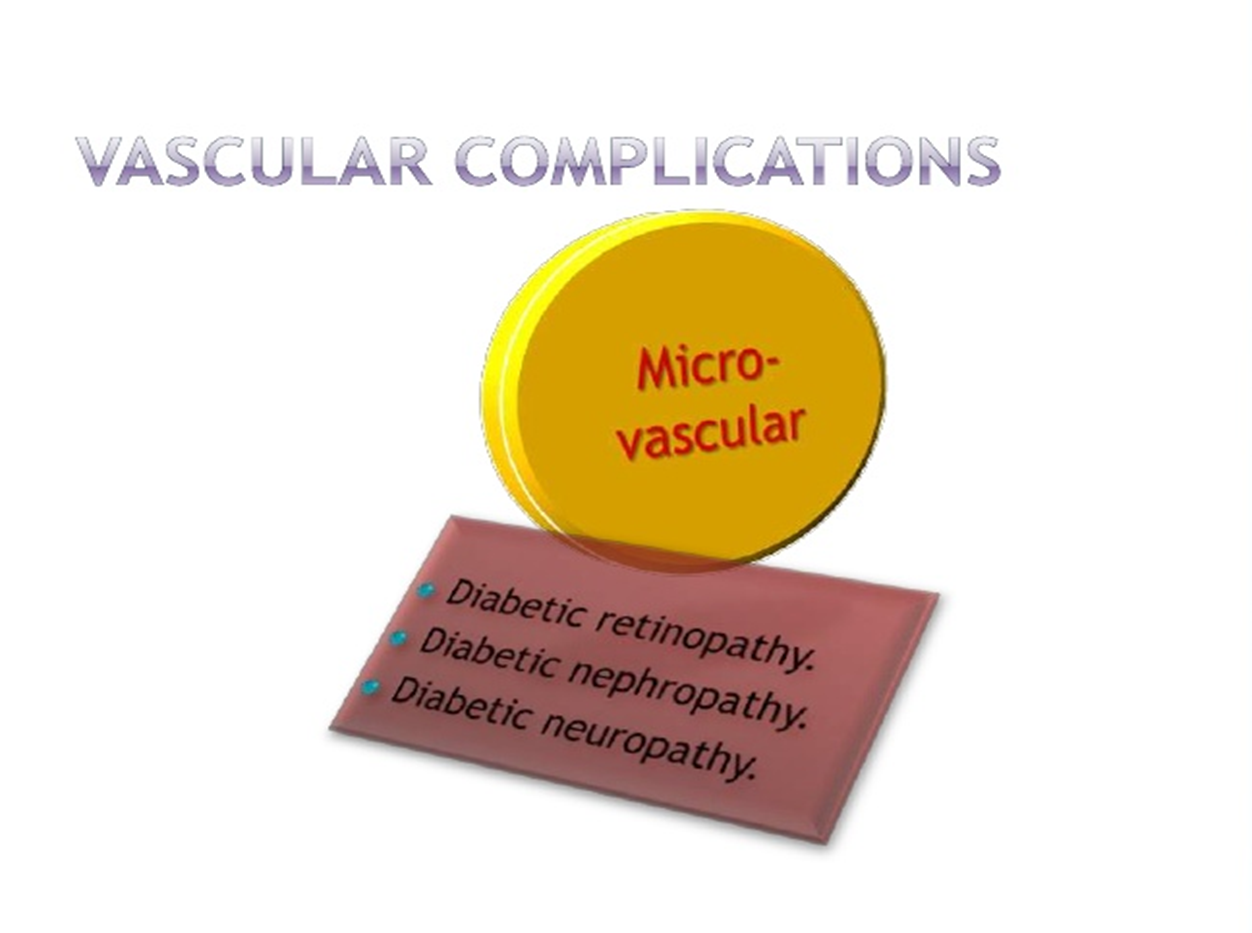 VASCULAR COMPLICATIONS
Micro-
vascular
Diabetic retinopathy.
Diabetic nephropathy.
Diabetic neuropathy.